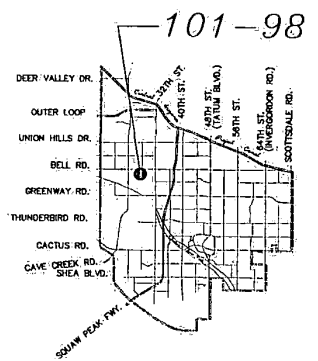 101-98
DEER VALLEY DR.
OUTER LOOP
UNION HILLS DR.
BELL RD.
GREENWAY RD.
THUNDERBIRD RD.
CACTUS RD.
CAVE CREEK RD.
SHEA BLVD.
SQUAW PEAK FWY.
32TH ST.
40TH ST.
48TH ST.
(TATUM BLVD.)
56TH ST.
64TH ST.
(INVERGORDON RD.)
SCOTTSDALE RD.